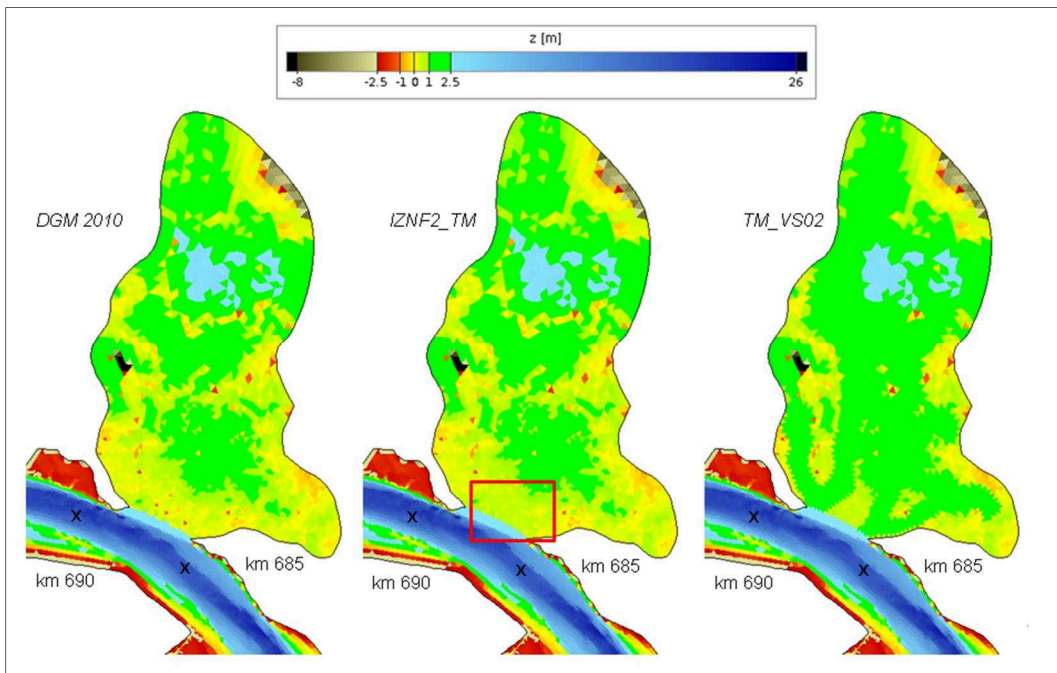 z [m]
-8 -2.5 -1 0 1 2.5 26
DGM 2010 IZNF2_TM TM_VS02
x x x
x x x
km 690 km 685 km 690 km 685 km 690 km 685